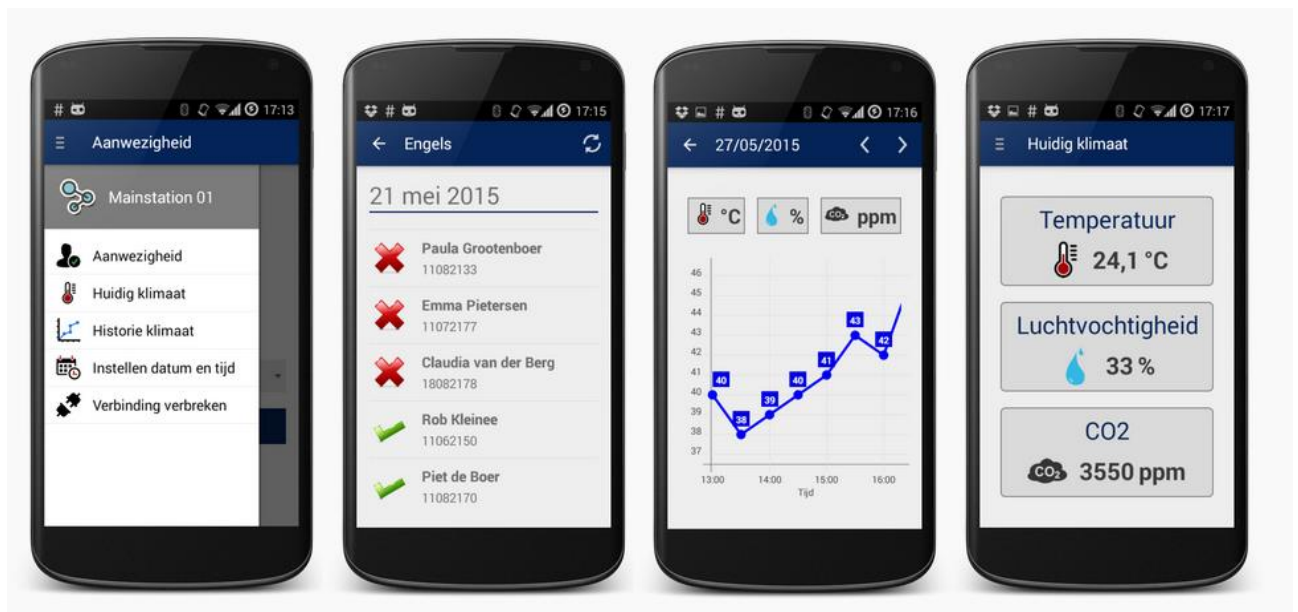 17:13
Aanwezigheid
Mainstation 01
Aanwezigheid
Huidig klimaat
Historie klimaat
Instellen datum en tijd
Verbinding verbreken
17:15
Engels
21 mei 2015
Paula Grootenboer
11082133
Emma Pietersen
11072177
Claudia van der Berg
18082178
Rob Kleinee
11062150
Piet de Boer
11082170
17:16
27/05/2015
°C
%
CO₂ ppm
46
45
44
43
42
41
40
39
38
37
40
38
39
40
41
43
42
13:00 14:00 15:00 16:00
Tijd
17:17
Huidig klimaat
Temperatuur
24,1 °C
Luchtvochtigheid
33 %
CO2
CO₂ 3550 ppm